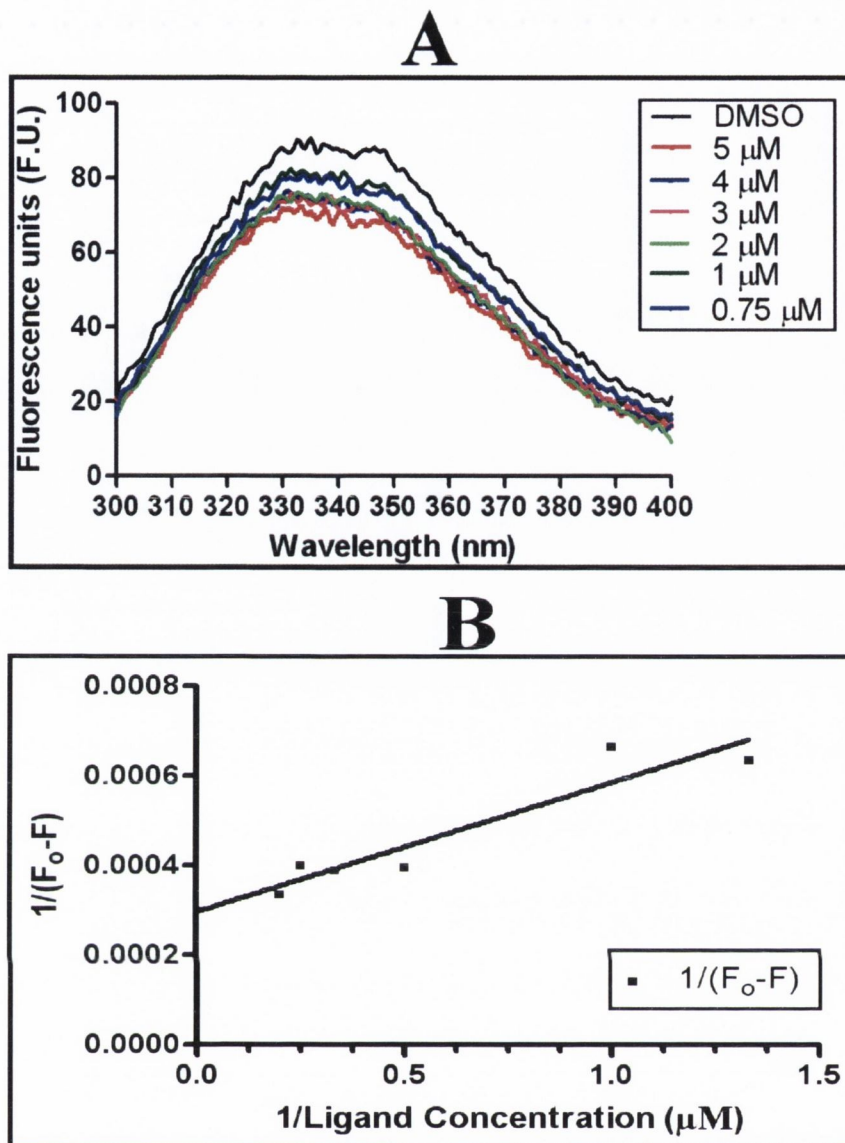 A
Fluorescence units (F.U.)
100
80
60
40
20
0
300 310 320 330 340 350 360 370 380 390 400
Wavelength (nm)
DMSO
5 µM
4 µM
3 µM
2 µM
1 µM
0.75 µM
B
1/(Fo-F)
0.0008
0.0006
0.0004
0.0002
0.0000
0.0 0.5 1.0 1.5
1/Ligand Concentration (µM)
1/(Fo-F)